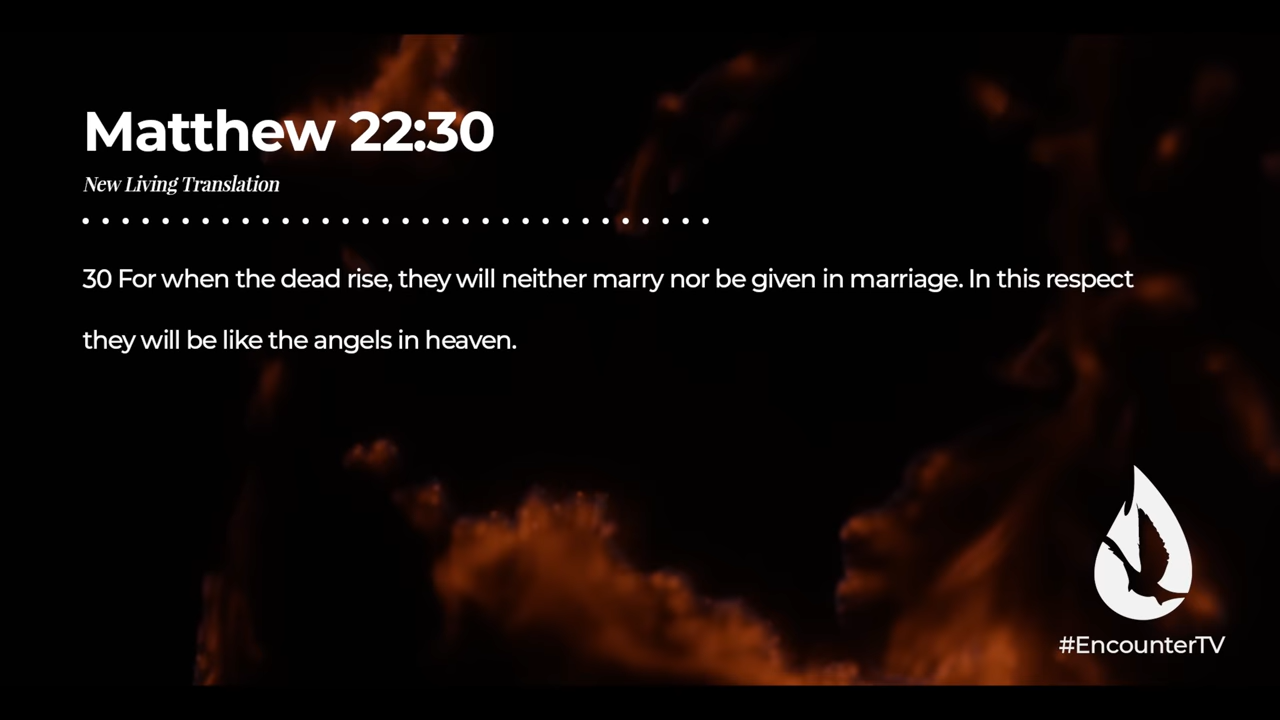 Matthew 22:30
New Living Translation
30 For when the dead rise, they will neither marry nor be given in marriage. In this respect
they will be like the angels in heaven.
#EncounterTV